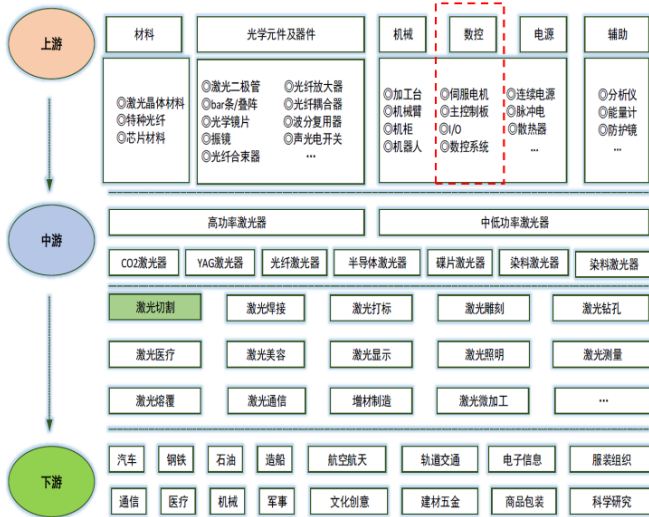 上游
材料
光学元件及器件
机械
数控
电源
辅助
◎激光晶体材料
◎特种光纤
◎芯片材料
◎激光二极管
◎bar条/叠阵
◎光学镜片
◎振镜
◎光纤合束器
◎光纤放大器
◎光纤耦合器
◎波分复用器
◎声光电开关
…
◎加工台
◎机械臂
◎机柜
◎机器人
◎伺服电机
◎主控制板
◎I/O
◎数控系统
◎连续电源
◎脉冲电
◎散热器
...
◎分析仪
◎能量计
◎防护镜
...
中游
高功率激光器
中低功率激光器
CO2激光器
YAG激光器
光纤激光器
半导体激光器
碟片激光器
染料激光器
染料激光器
激光切割
激光焊接
激光打标
激光雕刻
激光钻孔
激光医疗
激光美容
激光显示
激光照明
激光测量
激光熔覆
激光通信
增材制造
激光微加工
…
下游
汽车
钢铁
石油
造船
航空航天
轨道交通
电子信息
服装组织
通信
医疗
机械
军事
文化创意
建材五金
商品包装
科学研究